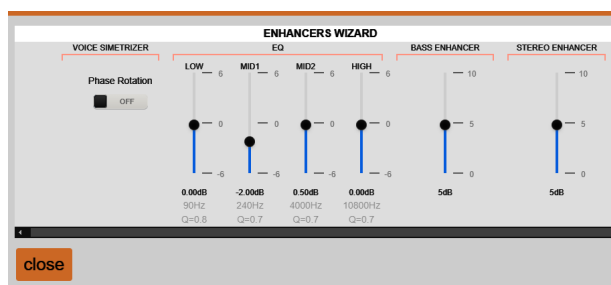 ENHANCERS WIZARD
VOICE SIMETRIZER EQ BASS ENHANCER STEREO ENHANCER
LOW MID1 MID2 HIGH
6 6 6 6 10 10
Phase Rotation
OFF
0 0 0 0 5 5
-6 -6 -6 -6 0 0
0.00dB -2.00dB 0.50dB 0.00dB 5dB 5dB
90Hz 240Hz 4000Hz 10800Hz
Q=0.8 Q=0.7 Q=0.7 Q=0.7
close